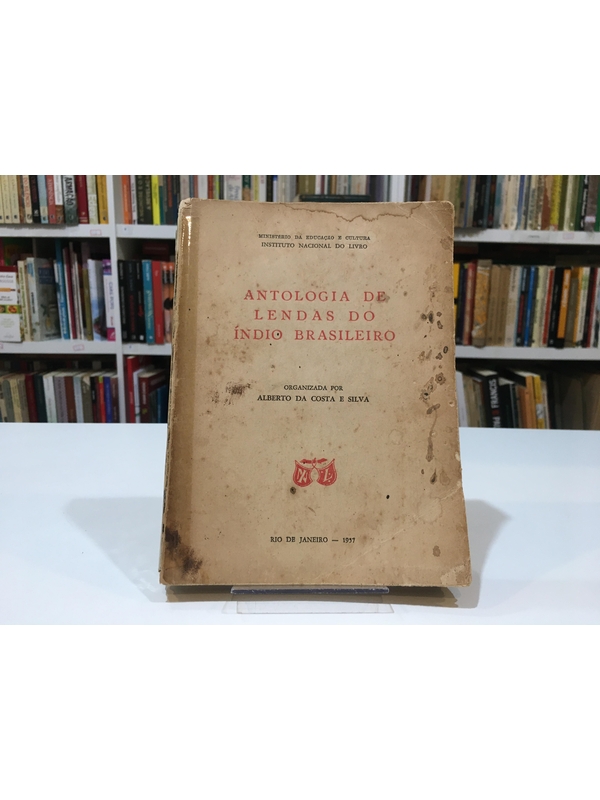 MINISTÉRIO DA EDUCAÇÃO E CULTURA
INSTITUTO NACIONAL DO LIVRO
ANTOLOGIA DE
LENDAS DO
ÍNDIO BRASILEIRO
ORGANIZADA POR
ALBERTO DA COSTA E SILVA
RIO DE JANEIRO — 1957
FRANCIS